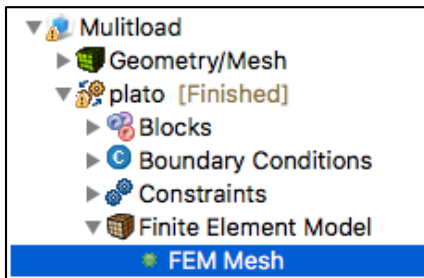 Mulitload
Geometry/Mesh
plato [Finished]
Blocks
C Boundary Conditions
Constraints
Finite Element Model
FEM Mesh